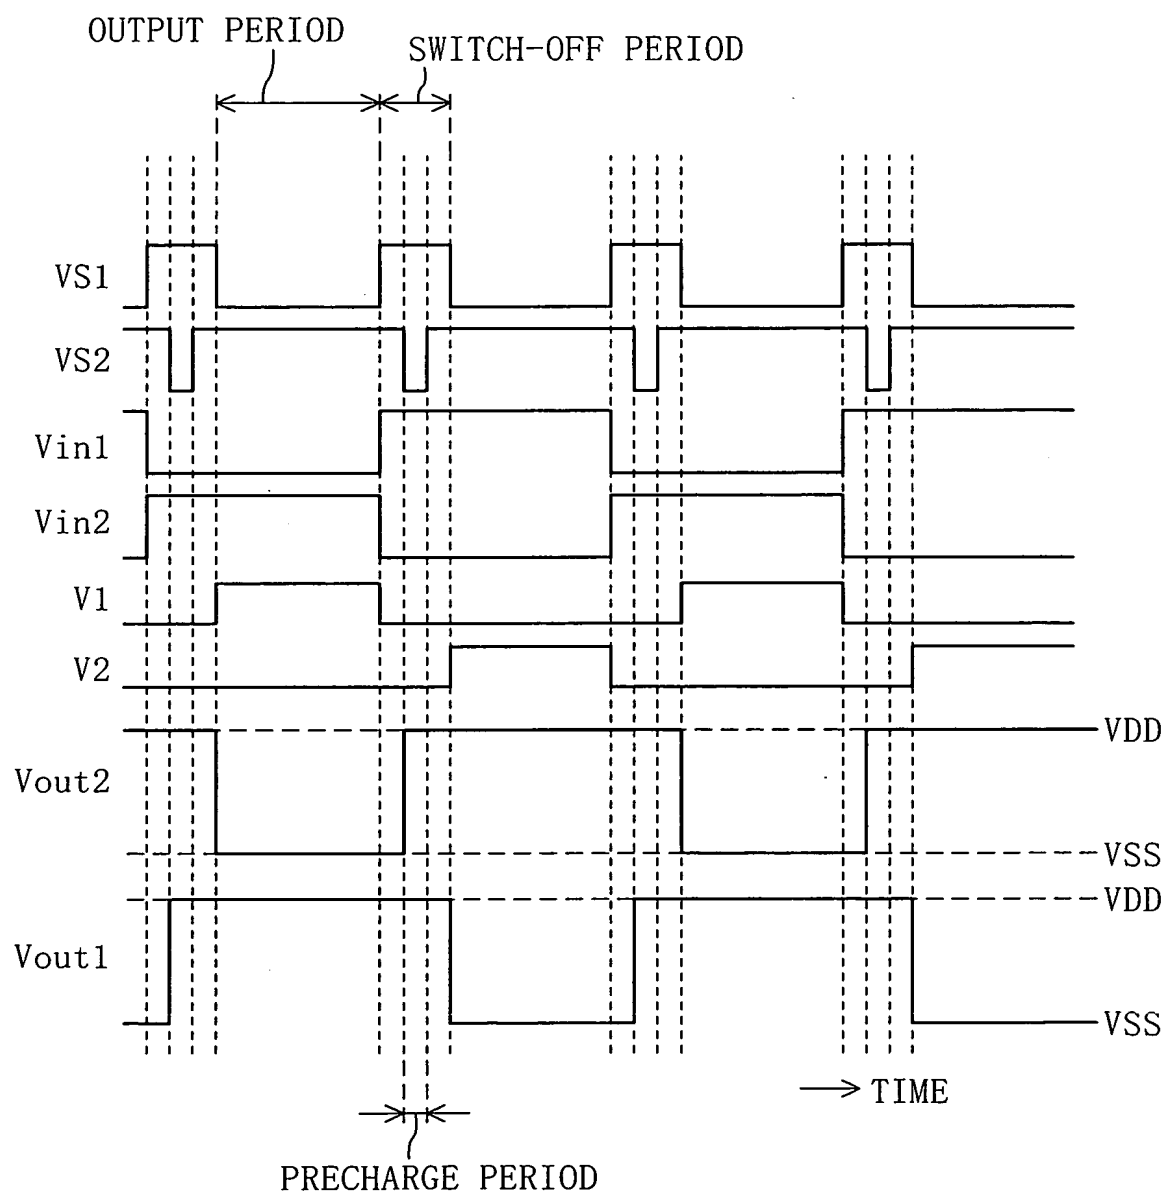 OUTPUT PERIOD
SWITCH-OFF PERIOD
VS1
VS2
Vin1
Vin2
V1
V2
VDD
Vout2
VSS
VDD
Vout1
VSS
TIME
PRECHARGE PERIOD